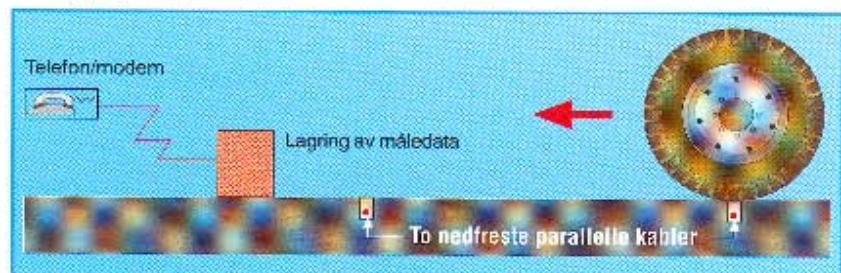 Telefon/modem
Lagring av måledata
To nedfreste parallelle kabler